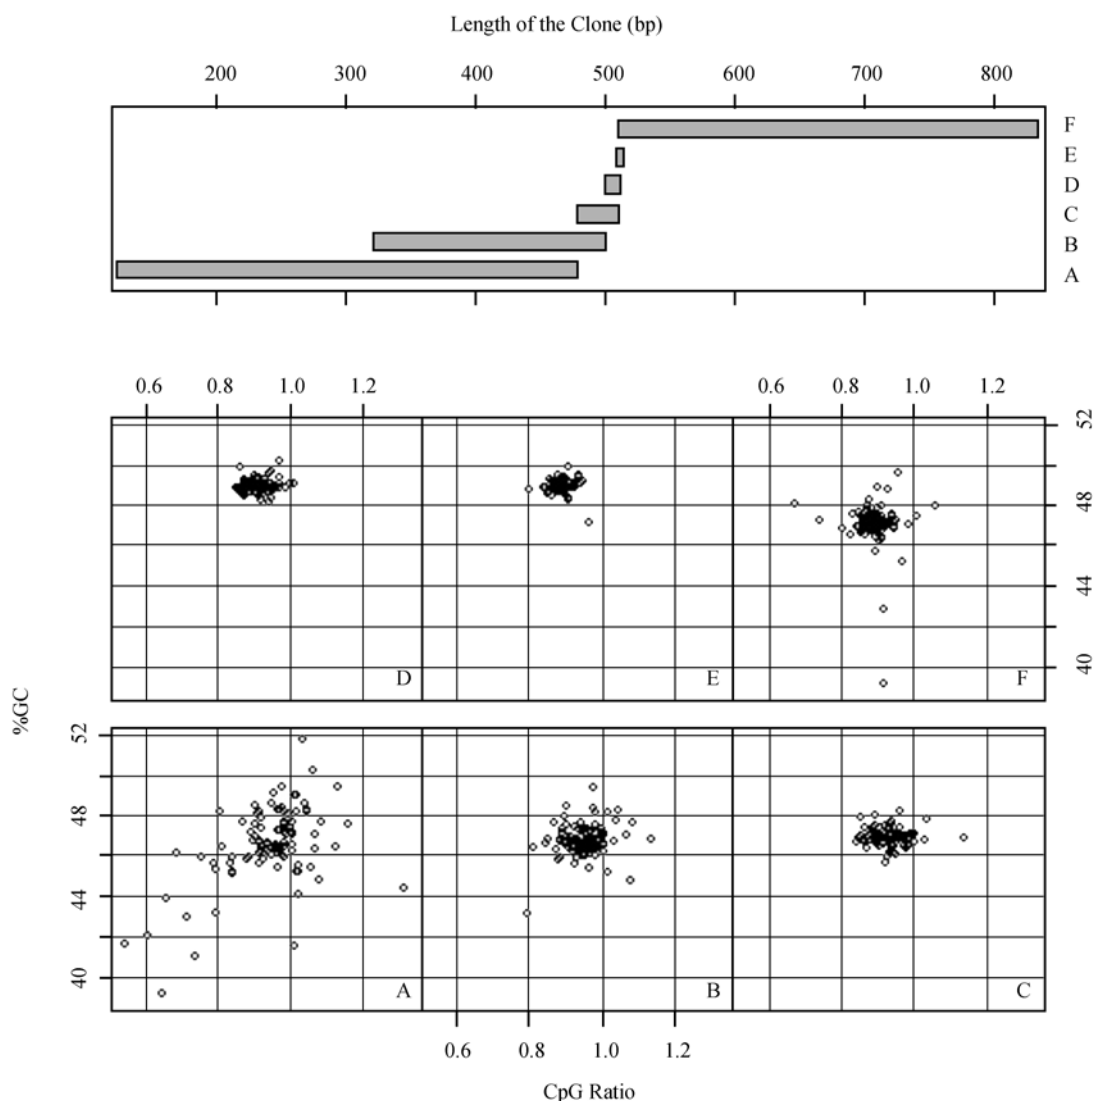 Length of the Clone (bp)
200 300 400 500 600 700 800
F
E
D
C
B
A
0.6 0.8 1.0 1.2 0.6 0.8 1.0 1.2
52
48
44
40
D E F
%GC
52
48
44
40
A B C
0.6 0.8 1.0 1.2
CpG Ratio